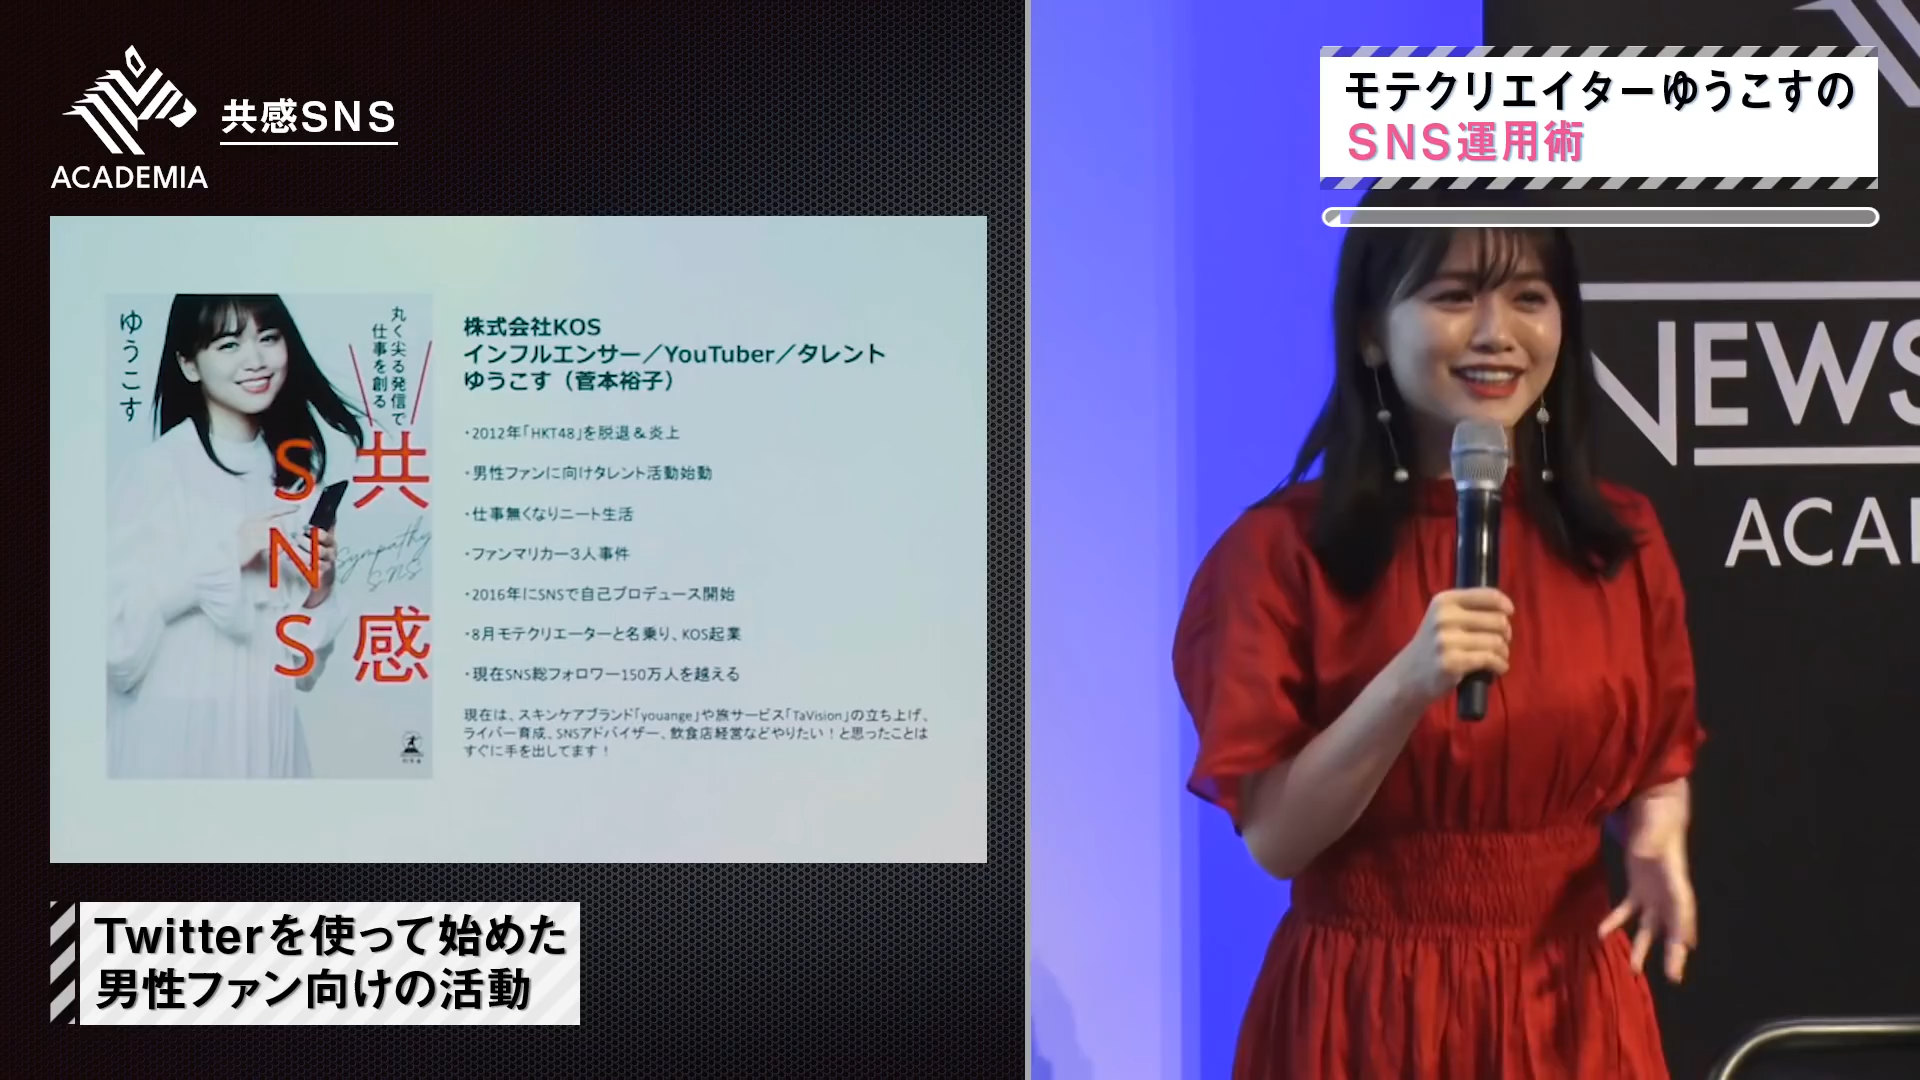 共感SNS
ACADEMIA
モテクリエイターゆうこすの
SNS運用術
ゆうこす
丸く尖る発信で
仕事を創る
共感
SNS
Sympathy
SNS
株式会社KOS
インフルエンサー／YouTuber／タレント
ゆうこす（菅本裕子）
・2012年「HKT48」を脱退＆炎上
・男性ファンに向けタレント活動始動
・仕事無くなりニート生活
・ファンマリカー３人事件
・2016年にSNSで自己プロデュース開始
・8月モテクリエーターと名乗り、KOS起業
・現在SNS総フォロワー150万人を越える
現在は、スキンケアブランド「youange」や旅サービス「TaVision」の立ち上げ、
ライバー育成、SNSアドバイザー、飲食店経営などやりたい！と思ったことは
すぐに手を出してます！
NEWS
ACAI
Twitterを使って始めた
男性ファン向けの活動